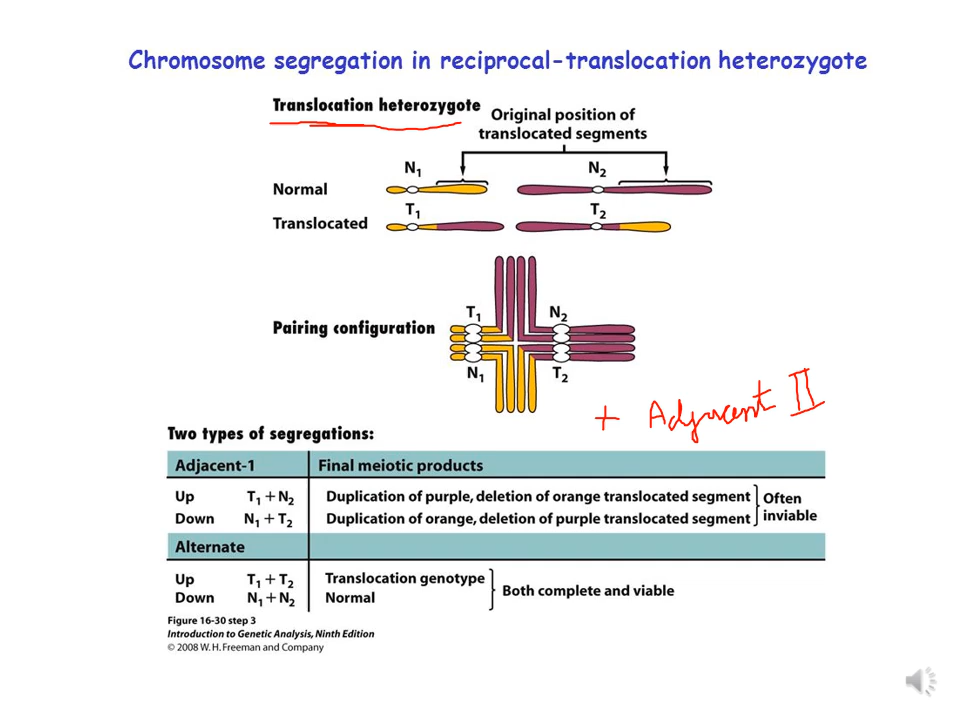 Chromosome segregation in reciprocal-translocation heterozygote
Translocation heterozygote
Original position of
translocated segments
N1 N2
Normal
T1 T2
Translocated
T1 N2
Pairing configuration
N1 T2
+ Adjacent II
Two types of segregations:
Adjacent-1 Final meiotic products
Up T1 + N2 Duplication of purple, deletion of orange translocated segment
Down N1 + T2 Duplication of orange, deletion of purple translocated segment
Often
inviable
Alternate
Up T1 + T2 Translocation genotype
Down N1 + N2 Normal
Both complete and viable
Figure 16-30 step 3
Introduction to Genetic Analysis, Ninth Edition
© 2008 W. H. Freeman and Company